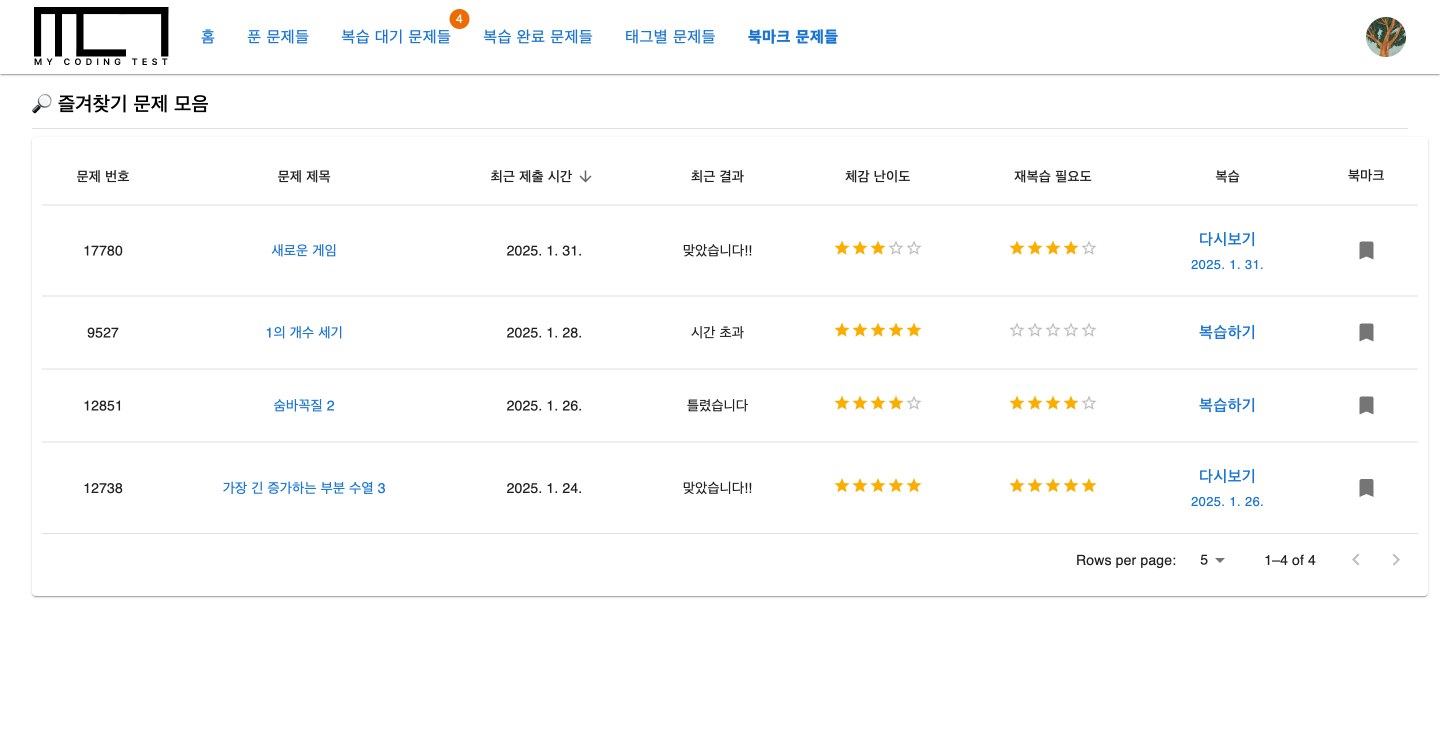 MY CODING TEST
홈 푼 문제들 복습 대기 문제들 4 복습 완료 문제들 태그별 문제들 북마크 문제들
즐겨찾기 문제 모음
문제 번호 문제 제목 최근 제출 시간 최근 결과 체감 난이도 재복습 필요도 복습 북마크
17780 새로운 게임 2025. 1. 31. 맞았습니다!! 다시보기
2025. 1. 31.
9527 1의 개수 세기 2025. 1. 28. 시간 초과 복습하기
12851 숨바꼭질 2 2025. 1. 26. 틀렸습니다 복습하기
12738 가장 긴 증가하는 부분 수열 3 2025. 1. 24. 맞았습니다!! 다시보기
2025. 1. 26.
Rows per page: 5 1–4 of 4